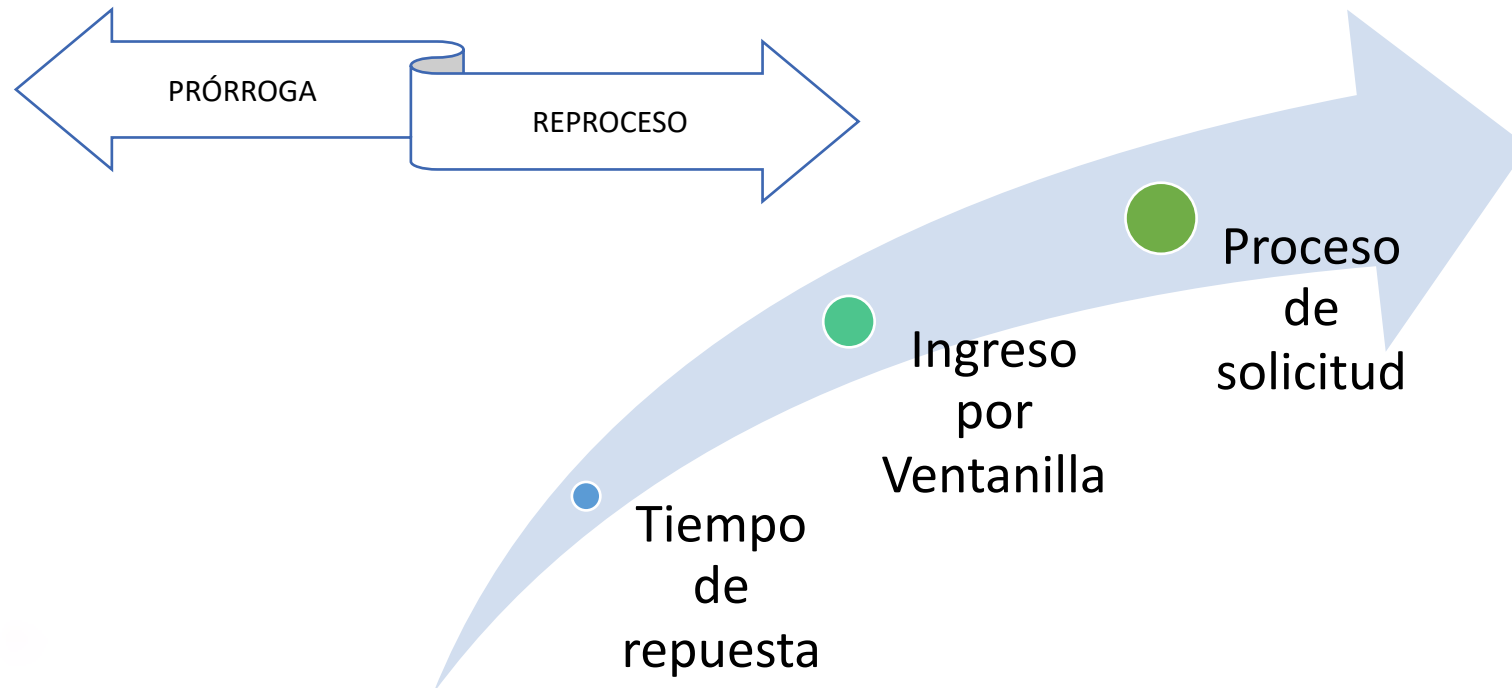 PRÓRROGA
REPROCESO
Proceso
de
solicitud
Ingreso
por
Ventanilla
Tiempo
de
repuesta